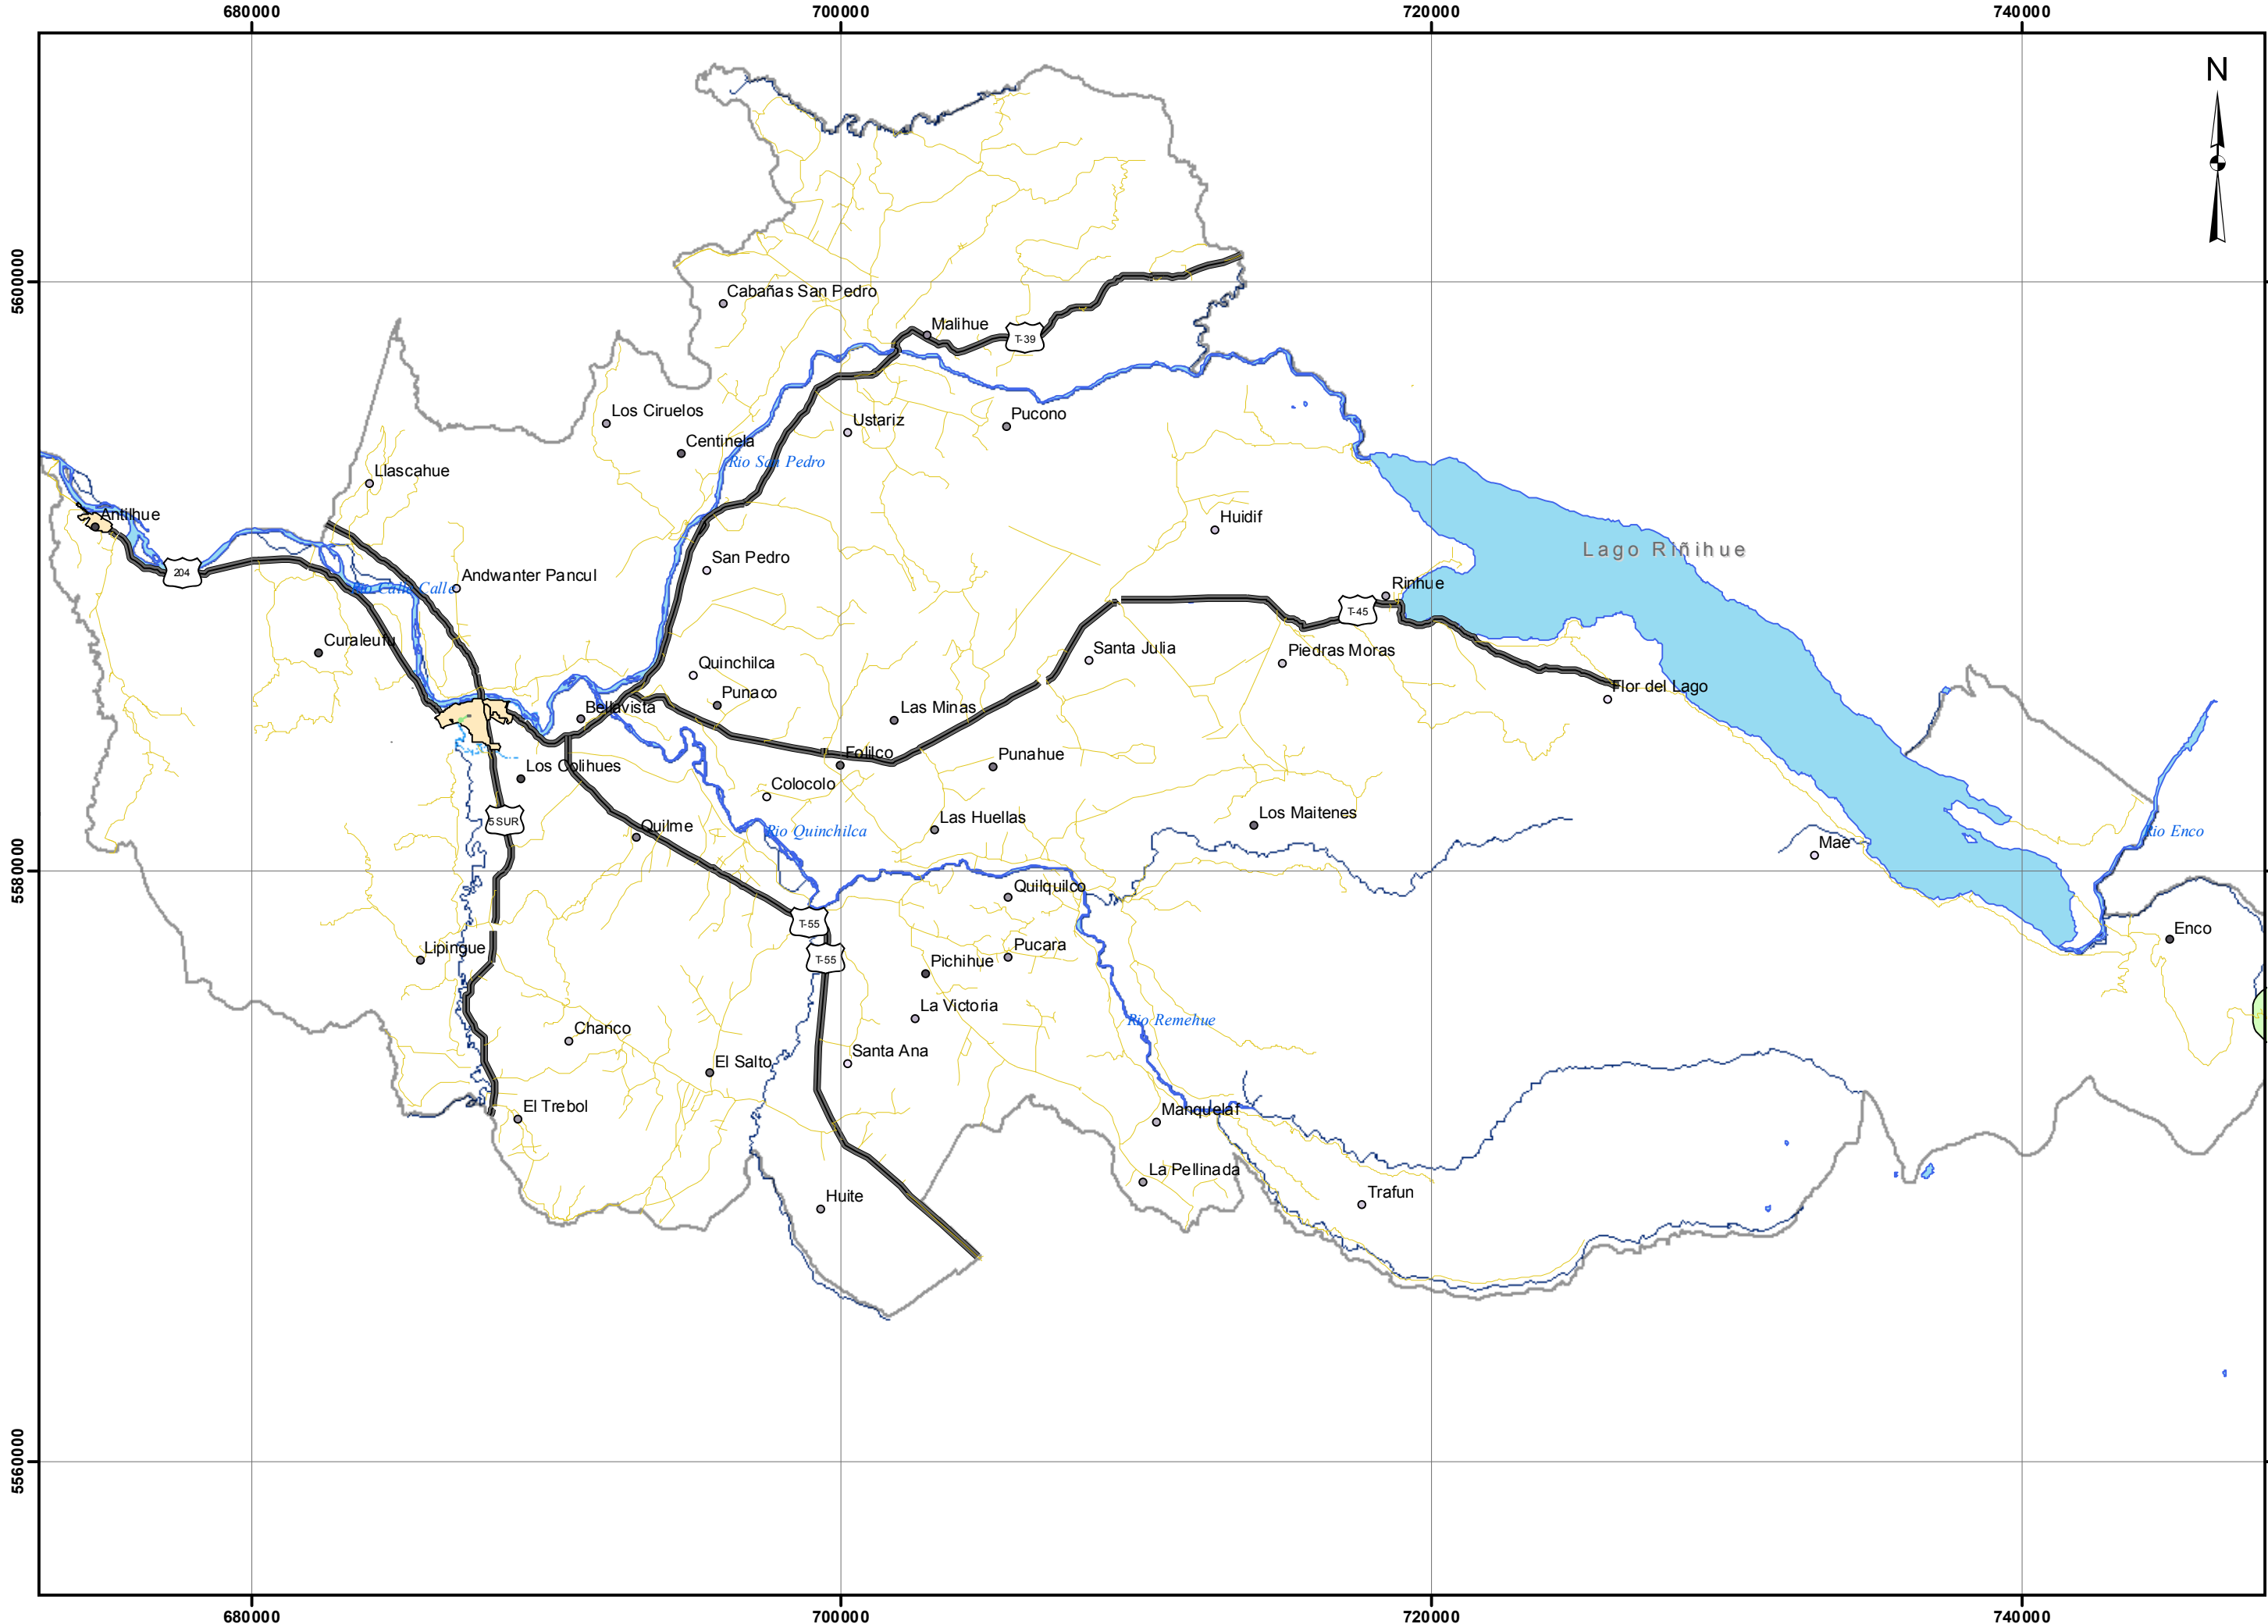 680000
700000
720000
740000
N
5600000
Cabañas San Pedro
Malihue
T-39
Los Ciruelos
Pucono
Ustariz
Centinela
Rio San Pedro
Llascahue
Antilhue
Huidif
Lago Riñihue
San Pedro
204
Andwanter Pancul
Rio Calle Calle
Rinhue
T-45
Curaleufu
Santa Julia
Piedras Moras
Quinchilca
Flor del Lago
Punaco
Bellavista
Las Minas
Folilco
Punahue
Los Colihues
Colocolo
Los Maitenes
5 SUR
Las Huellas
Quilme
Rio Quinchilca
Rio Enco
Mae
5580000
Quilquilco
T-55
Enco
Pucara
Lipingue
T-55
Pichihue
La Victoria
Rio Remehue
Chanco
Santa Ana
El Salto
El Trebol
Manquelaf
La Pellinada
Trafun
Huite
5560000
680000
700000
720000
740000